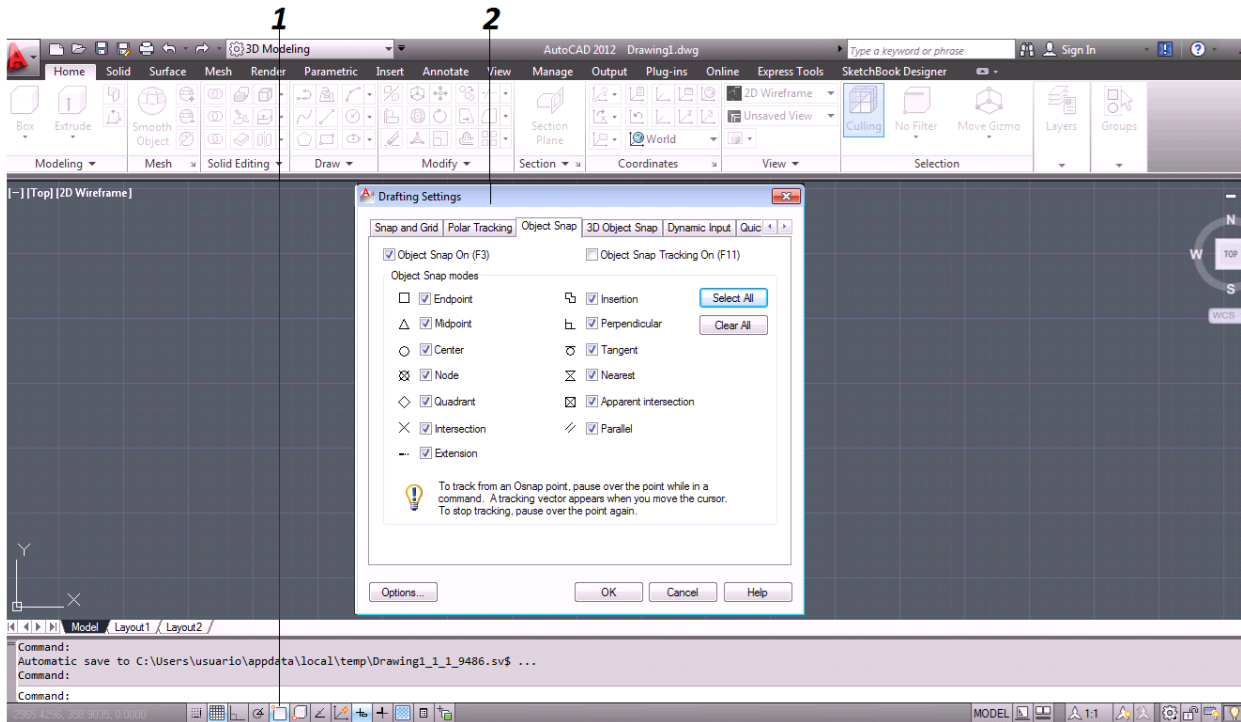 1 2
3D Modeling AutoCAD 2012 Drawing1.dwg Type a keyword or phrase Sign In
Home Solid Surface Mesh Render Parametric Insert Annotate View Manage Output Plug-ins Online Express Tools SketchBook Designer
2D Wireframe
Unsaved View
Box Extrude Smooth Object Section Plane World Culling No Filter Move Gizmo Layers Groups
Modeling Mesh Solid Editing Draw Modify Section Coordinates View Selection
[−] [Top] [2D Wireframe]
Drafting Settings
Snap and Grid Polar Tracking Object Snap 3D Object Snap Dynamic Input Quic
Object Snap On (F3) Object Snap Tracking On (F11)
Object Snap modes
Endpoint Insertion Select All
Midpoint Perpendicular Clear All
Center Tangent
Node Nearest
Quadrant Apparent intersection
Intersection Parallel
Extension
To track from an Osnap point, pause over the point while in a
command. A tracking vector appears when you move the cursor.
To stop tracking, pause over the point again.
Options... OK Cancel Help
N
W TOP
S
WCS
Y
X
Model Layout1 Layout2
Command:
Automatic save to C:\Users\usuario\appdata\local\temp\Drawing1_1_1_9486.sv$ ...
Command:
Command:
2965.4296, 358.9035, 0.0000 MODEL 1:1